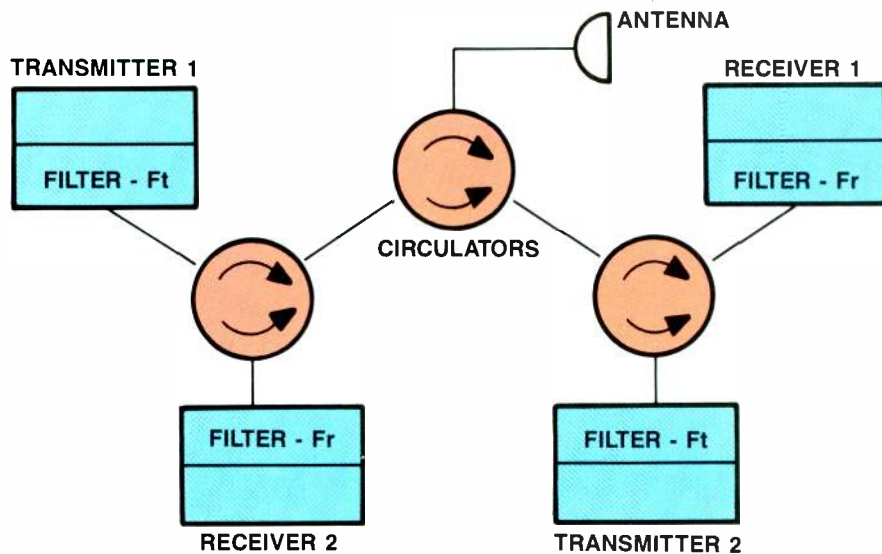 ANTENNA
TRANSMITTER 1
RECEIVER 1
FILTER - Ft
FILTER - Fr
CIRCULATORS
FILTER - Fr
FILTER - Ft
RECEIVER 2
TRANSMITTER 2